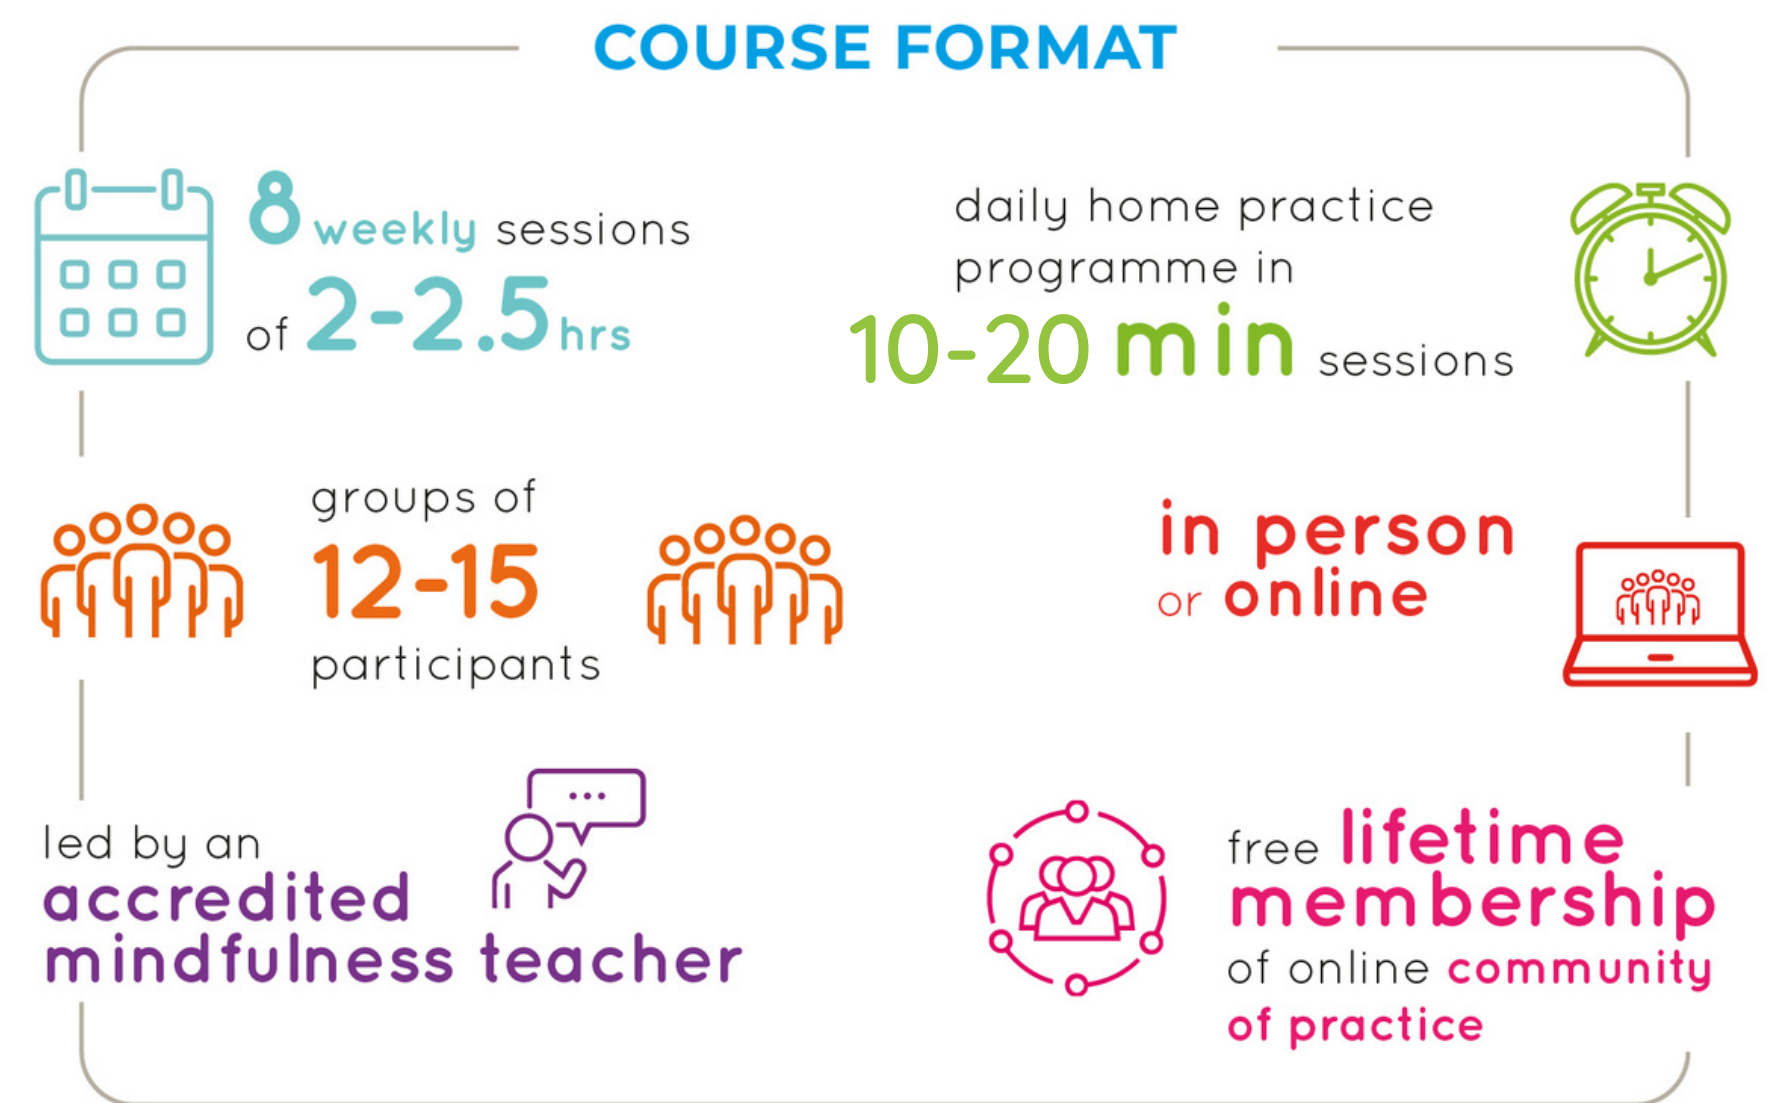 COURSE FORMAT
8 weekly sessions
of 2-2.5 hrs
daily home practice
programme in
10-20 min sessions
groups of
12-15
participants
in person
or online
led by an
accredited
mindfulness teacher
free lifetime
membership
of online community
of practice